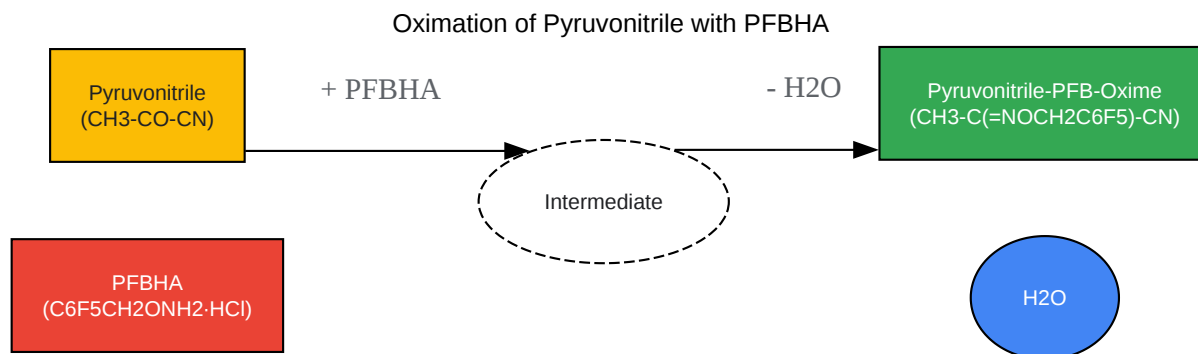 Oximation of Pyruvonitrile with PFBHA
Pyruvonitrile
(CH3-CO-CN)
+ PFBHA
- H2O
Pyruvonitrile-PFB-Oxime
(CH3-C(=NOCH2C6F5)-CN)
Intermediate
PFBHA
(C6F5CH2ONH2·HCl)
H2O